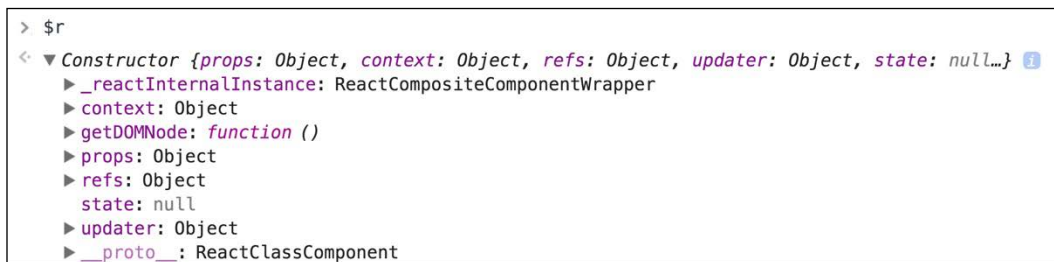 > $r
Constructor {props: Object, context: Object, refs: Object, updater: Object, state: null…} i
_reactInternalInstance: ReactCompositeComponentWrapper
context: Object
getDOMNode: function ()
props: Object
refs: Object
state: null
updater: Object
__proto__: ReactClassComponent